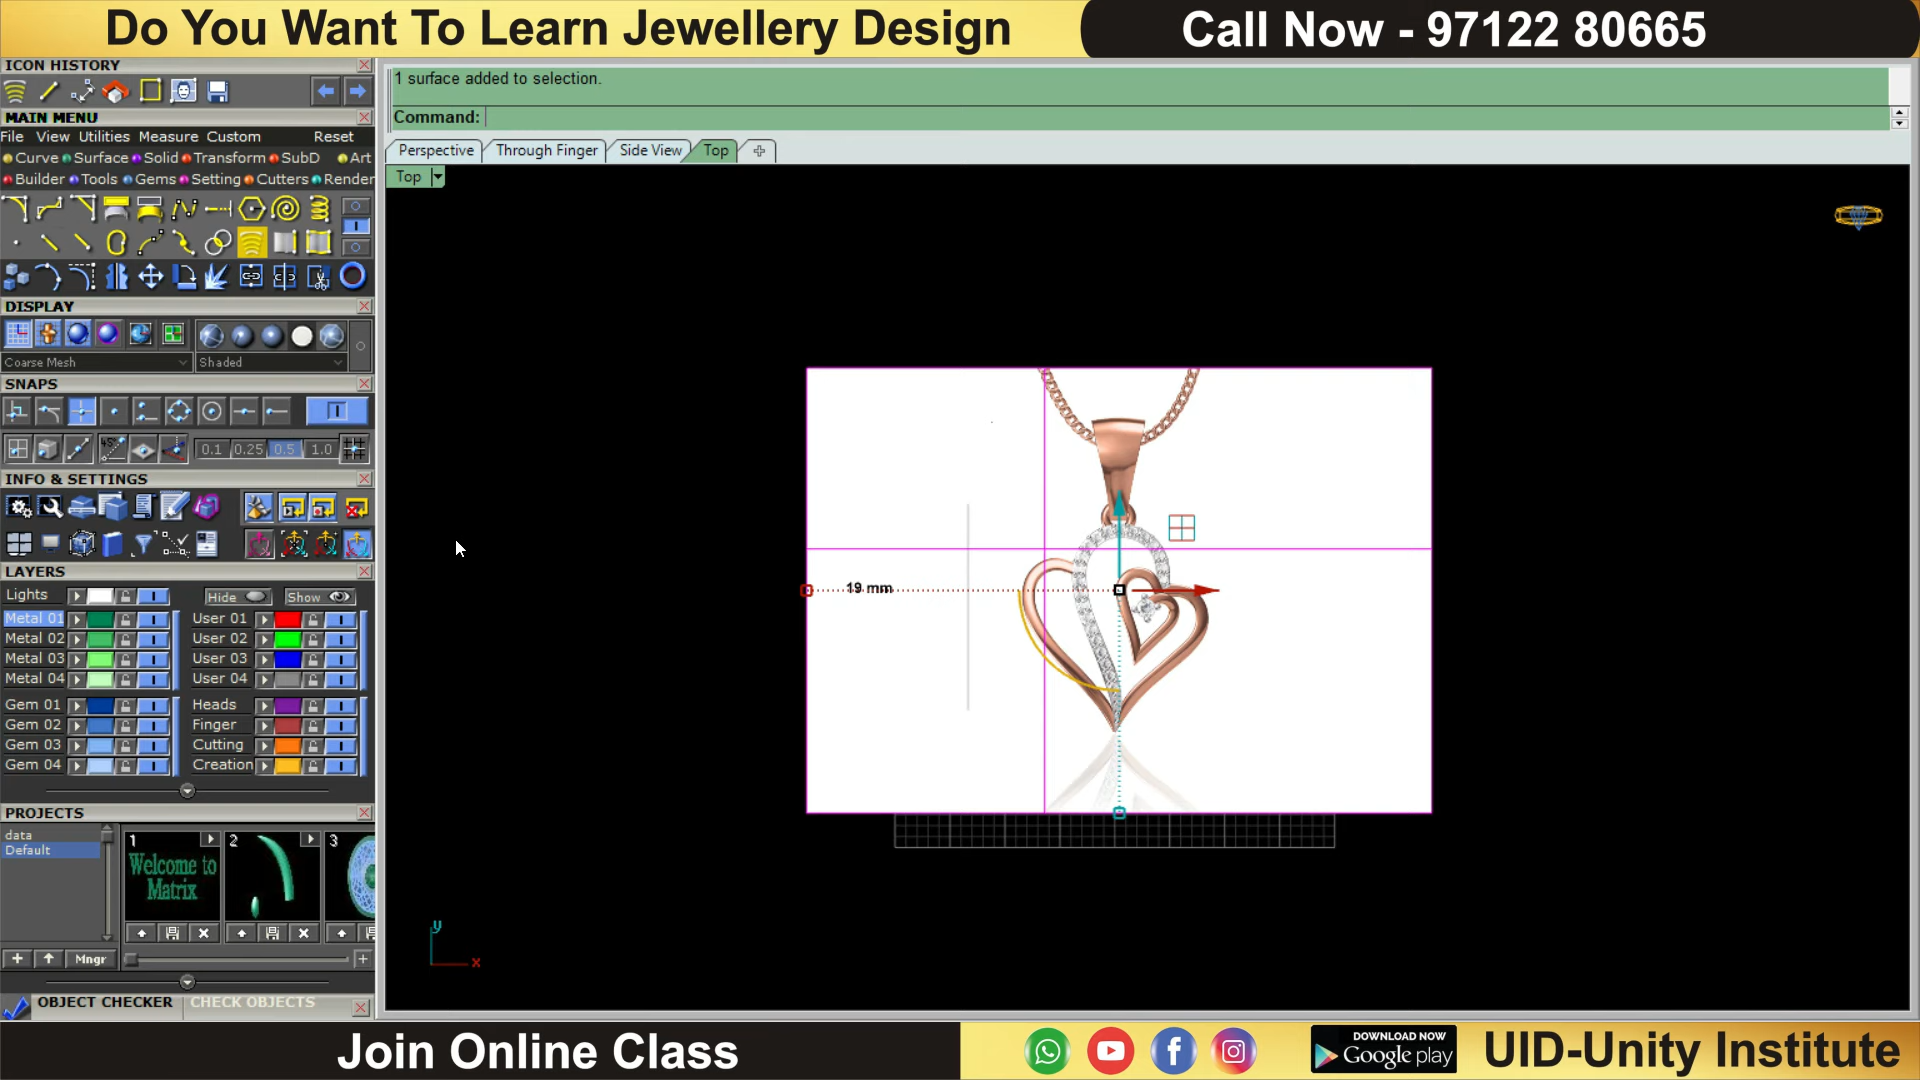 Do You Want To Learn Jewellery Design
Call Now - 97122 80665
ICON HISTORY
MAIN MENU
File View Utilities Measure Custom Reset
Curve Surface Solid Transform SubD Art
Builder Tools Gems Setting Cutters Render
DISPLAY
Coarse Mesh Shaded
SNAPS
45°
0.1 0.25 0.5 1.0
INFO & SETTINGS
LAYERS
Lights Hide Show
Metal 01 User 01
Metal 02 User 02
Metal 03 User 03
Metal 04 User 04
Gem 01 Heads
Gem 02 Finger
Gem 03 Cutting
Gem 04 Creation
PROJECTS
data
Default
1 2 3
Welcome to
Matrix
Mngr
OBJECT CHECKER CHECK OBJECTS
1 surface added to selection.
Command:
Perspective Through Finger Side View Top
Top
19 mm
y
x
Join Online Class
DOWNLOAD NOW
Google play
UID-Unity Institute